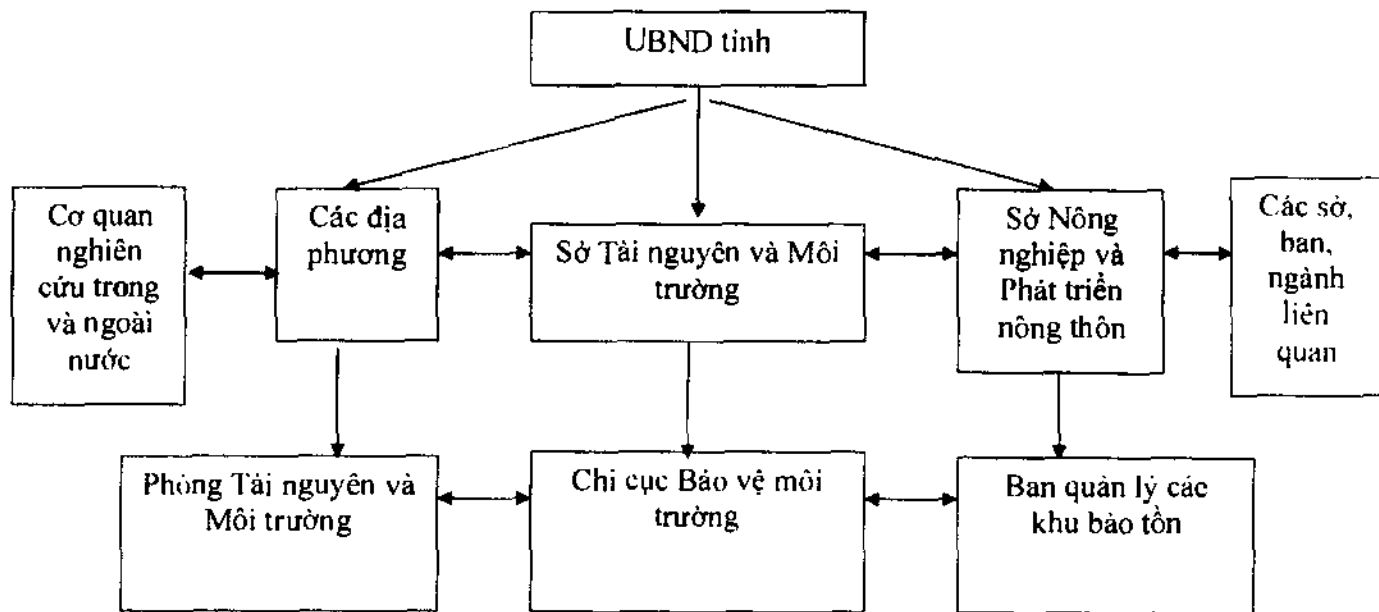 UBND tỉnh
Cơ quan
nghiên
cứu trong
và ngoài
nước
Các địa
phương
Sở Tài nguyên và Môi
trường
Sở Nông
nghiệp và
Phát triển
nông thôn
Các sở,
ban,
ngành
liên
quan
Phòng Tài nguyên và
Môi trường
Chi cục Bảo vệ môi
trường
Ban quản lý các
khu bảo tồn